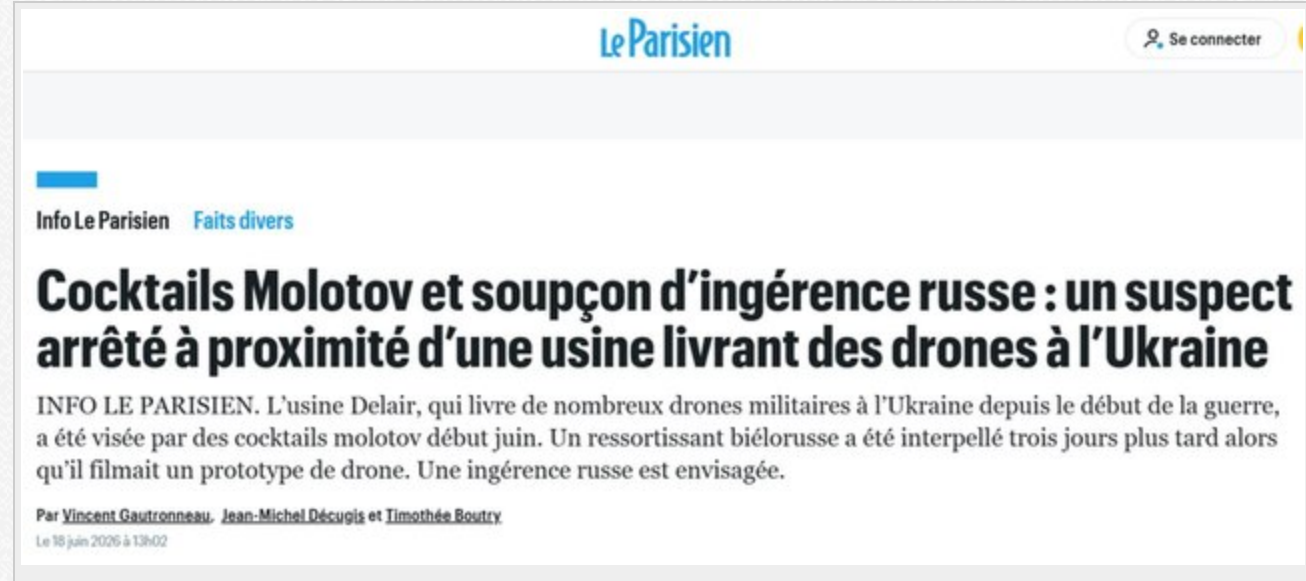 Le Parisien
Se connecter
Info Le Parisien Faits divers
Cocktails Molotov et soupçon d’ingérence russe : un suspect
arrêté à proximité d’une usine livrant des drones à l’Ukraine
INFO LE PARISIEN. L’usine Delair, qui livre de nombreux drones militaires à l’Ukraine depuis le début de la guerre,
a été visée par des cocktails molotov début juin. Un ressortissant biélorusse a été interpellé trois jours plus tard alors
qu’il filmait un prototype de drone. Une ingérence russe est envisagée.
Par Vincent Gautronneau, Jean-Michel Décugis et Timothée Boutry
Le 18 juin 2026 à 13h02